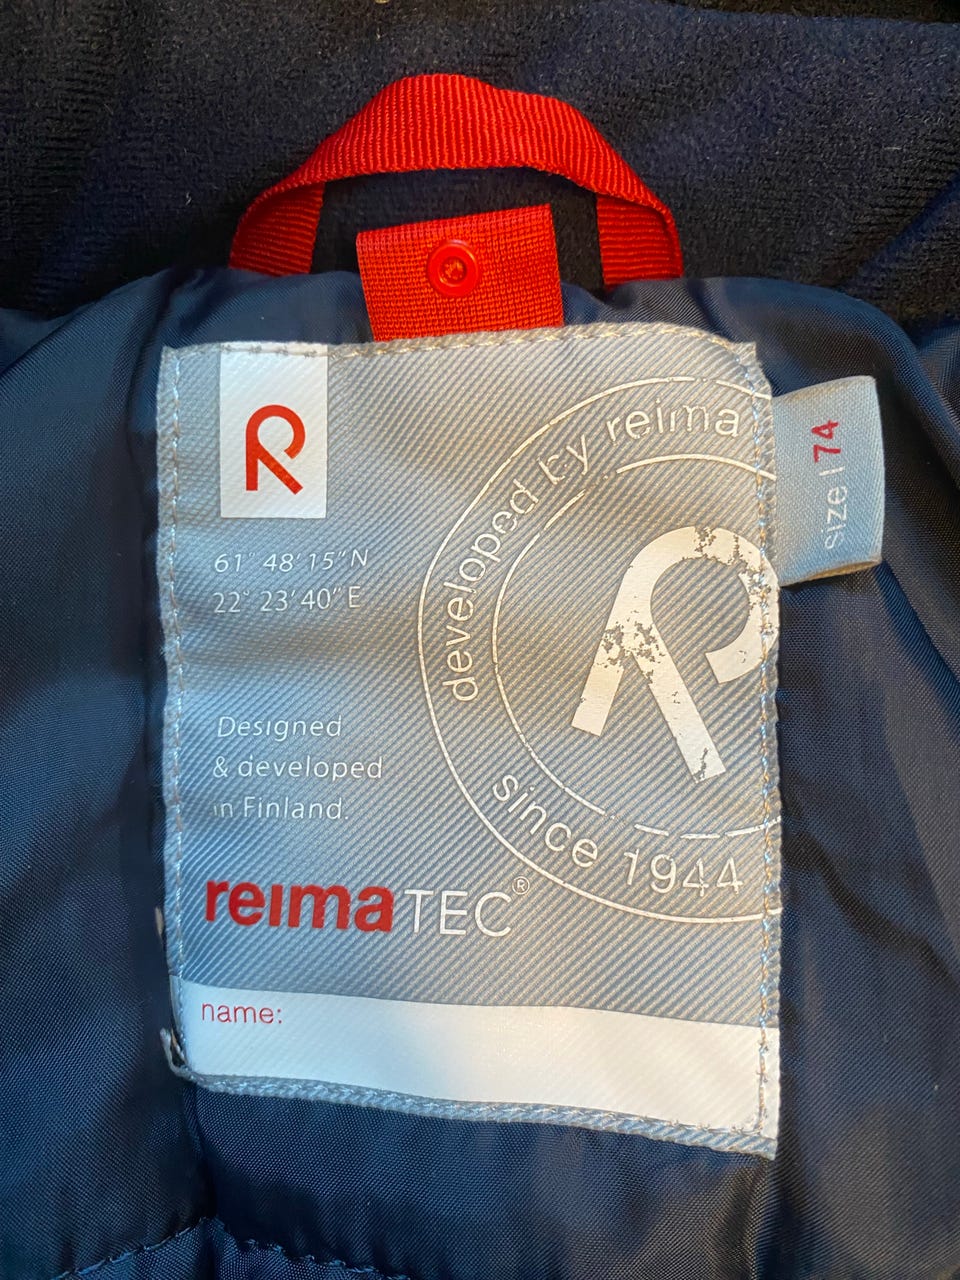 developed by reima
size | 74
61° 48' 15" N
22° 23' 40" E
Designed
& developed
in Finland.
since 1944
reimaTEC®
name: